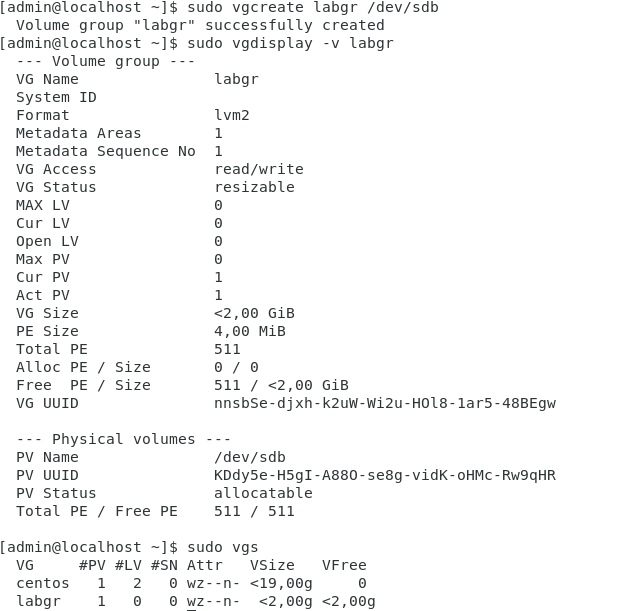 [admin@localhost ~]$ sudo vgcreate labgr /dev/sdb
  Volume group "labgr" successfully created
[admin@localhost ~]$ sudo vgdisplay -v labgr
  --- Volume group ---
  VG Name               labgr
  System ID
  Format                lvm2
  Metadata Areas        1
  Metadata Sequence No  1
  VG Access             read/write
  VG Status             resizable
  MAX LV                0
  Cur LV                0
  Open LV               0
  Max PV                0
  Cur PV                1
  Act PV                1
  VG Size               <2,00 GiB
  PE Size               4,00 MiB
  Total PE              511
  Alloc PE / Size       0 / 0
  Free  PE / Size       511 / <2,00 GiB
  VG UUID               nnsbSe-djxh-k2uW-Wi2u-HOl8-1ar5-48BEgw

  --- Physical volumes ---
  PV Name               /dev/sdb
  PV UUID               KDdy5e-H5gI-A88O-se8g-vidK-oHMc-Rw9qHR
  PV Status             allocatable
  Total PE / Free PE    511 / 511

[admin@localhost ~]$ sudo vgs
  VG     #PV #LV #SN Attr   VSize   VFree
  centos   1   2   0 wz--n- <19,00g     0
  labgr    1   0   0 wz--n-  <2,00g <2,00g